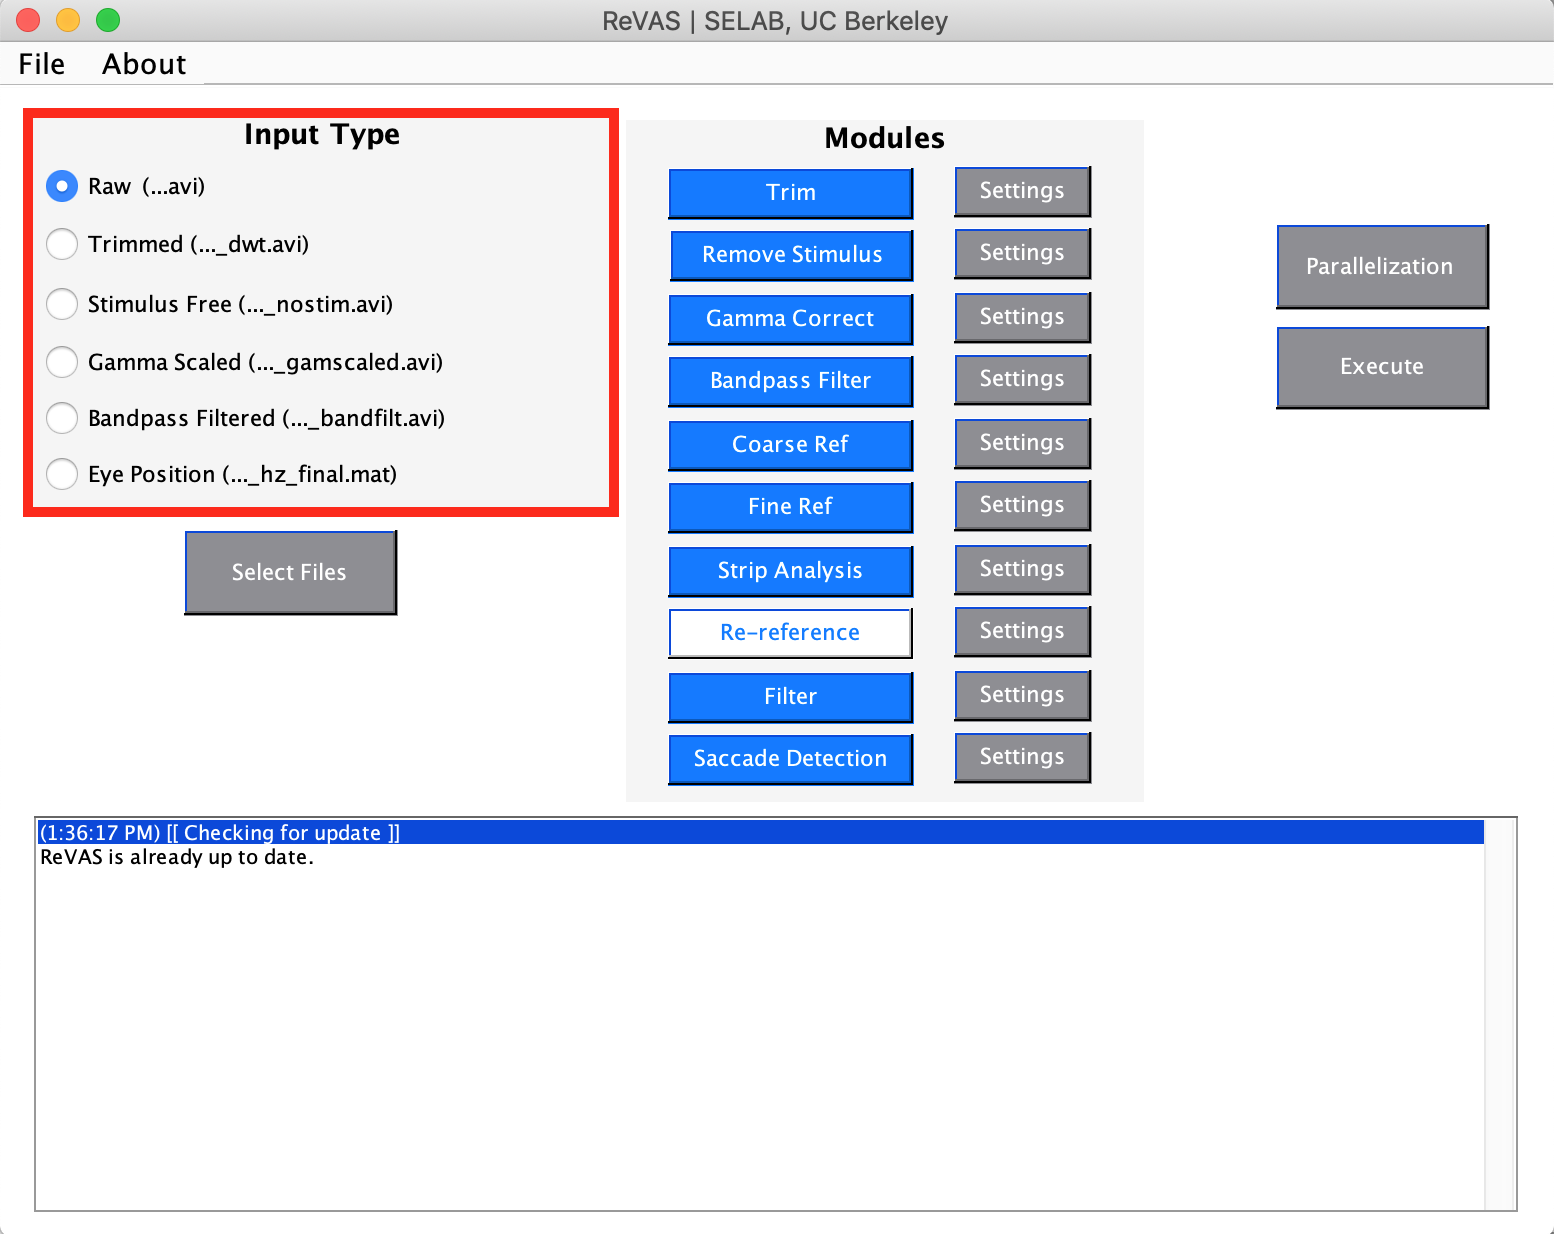 ReVAS | SELAB, UC Berkeley
File About
Input Type
Raw (...avi)
Trimmed (..._dwt.avi)
Stimulus Free (..._nostim.avi)
Gamma Scaled (..._gamscaled.avi)
Bandpass Filtered (..._bandfilt.avi)
Eye Position (..._hz_final.mat)
Select Files
Modules
Trim Settings
Remove Stimulus Settings
Gamma Correct Settings
Bandpass Filter Settings
Coarse Ref Settings
Fine Ref Settings
Strip Analysis Settings
Re-reference Settings
Filter Settings
Saccade Detection Settings
Parallelization
Execute
(1:36:17 PM) [[ Checking for update ]]
ReVAS is already up to date.